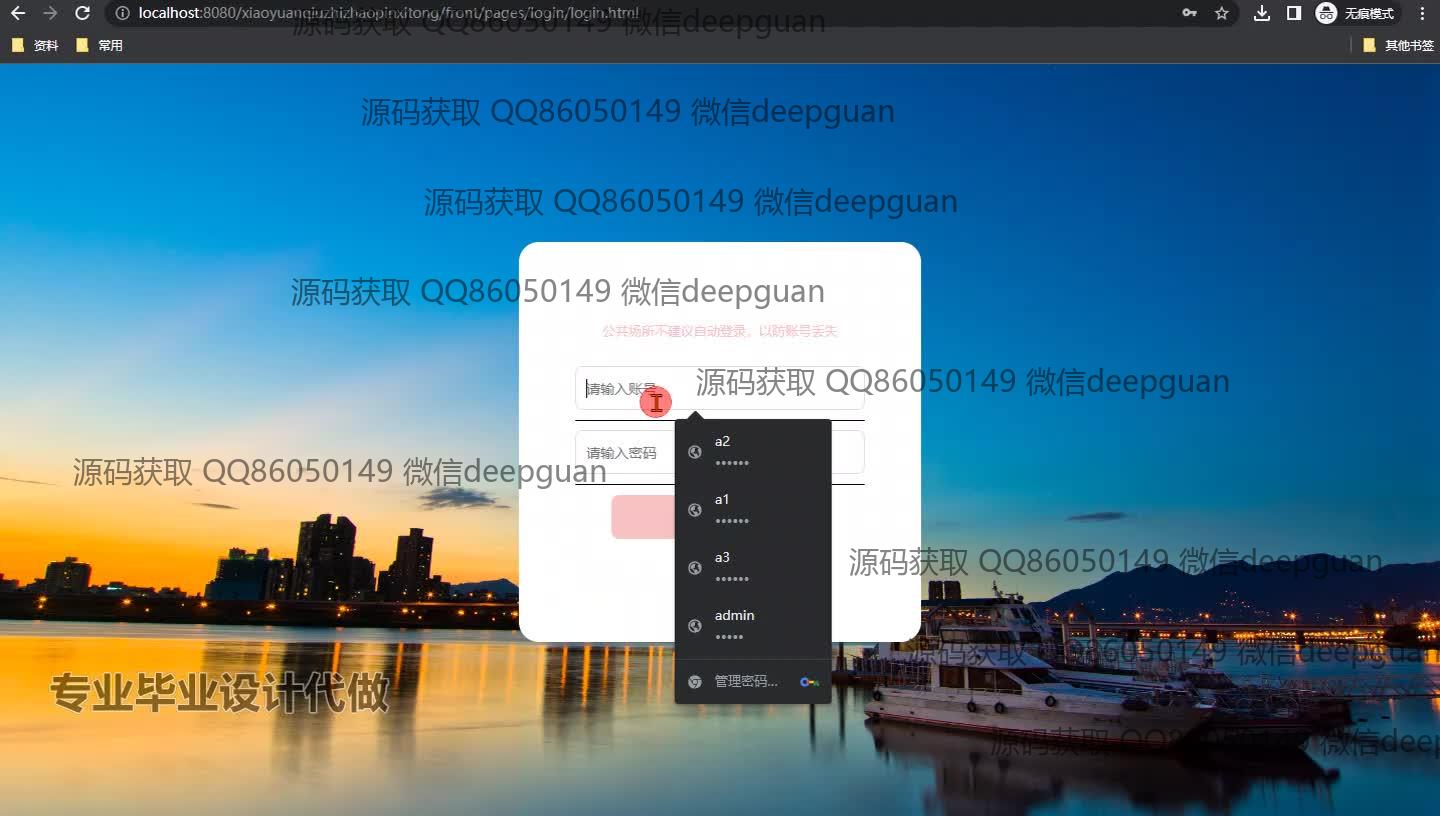 localhost:8080/xiaoyuanqiuzhizhaopinxitong/front/pages/login/login.html
无痕模式
源码获取 QQ86050149 微信deepguan
资料
常用
其他书签
源码获取 QQ86050149 微信deepguan
源码获取 QQ86050149 微信deepguan
源码获取 QQ86050149 微信deepguan
公共场所不建议自动登录，以防账号丢失
请输入账号
源码获取 QQ86050149 微信deepguan
a2
••••••
请输入密码
源码获取 QQ86050149 微信deepguan
a1
••••••
a3
••••••
源码获取 QQ86050149 微信deepguan
admin
•••••
源码获取 QQ86050149 微信deepguan
管理密码...
专业毕业设计代做
源码获取 QQ86050149 微信deep